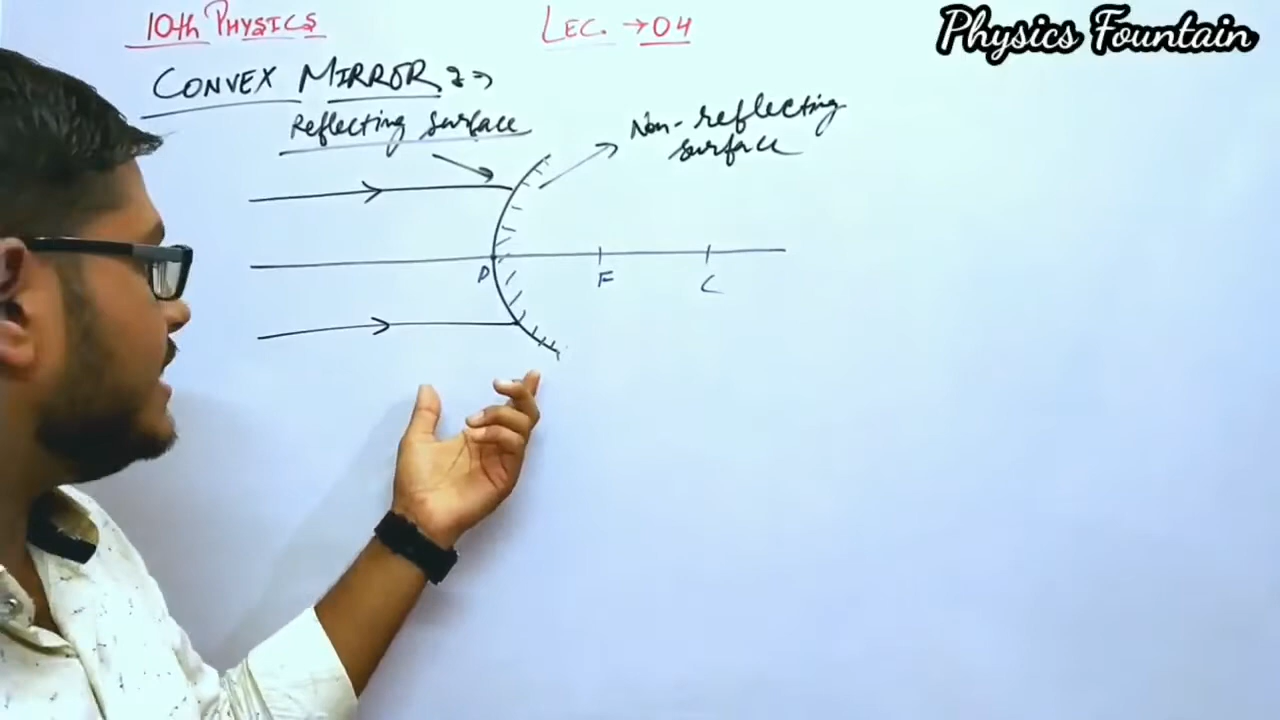 10th PHYSICS
LEC. → 04
Physics Fountain
CONVEX MIRROR :⇒
Reflecting surface
Non-reflecting
surface
P
F
C